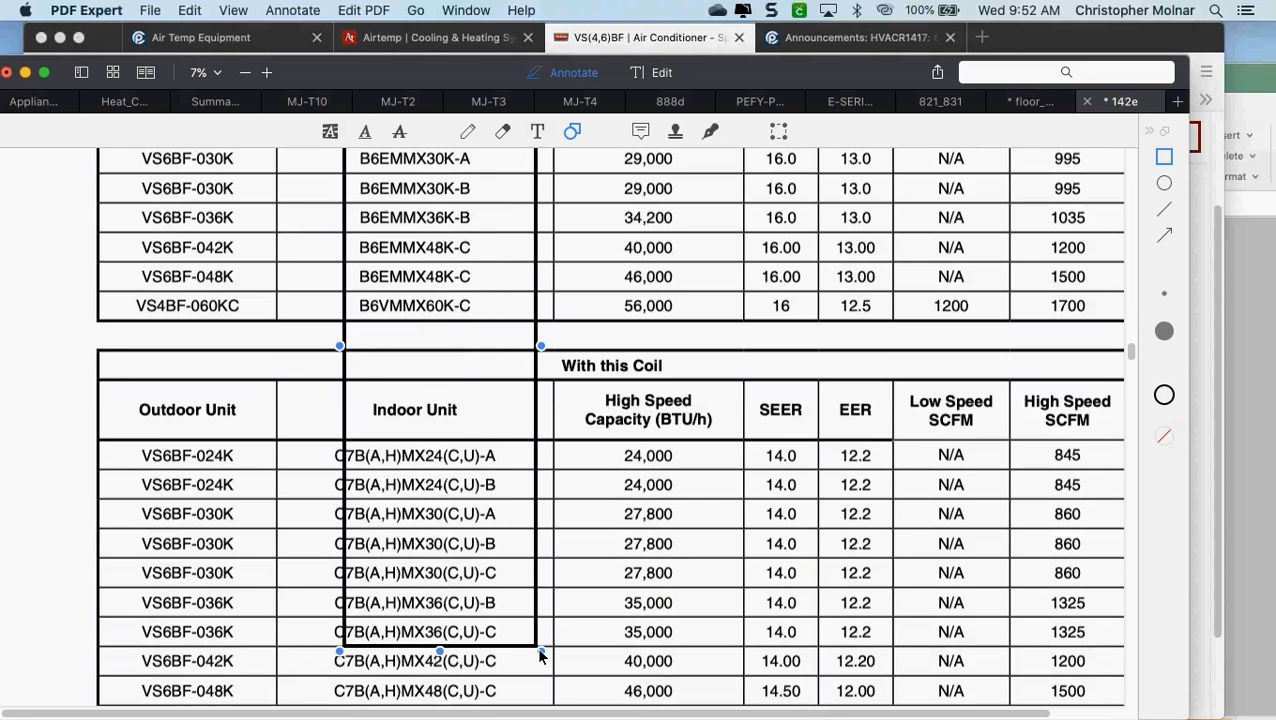 PDF Expert File Edit Annotate Edit PDF Go Window Help 100% Wed 9:52 AM Christopher Molnar
Air Temp Equipment Airtemp | Cooling & Heating Sy VS(4,6)BF | Air Conditioner - Sp Announcements: HVACR1417:
7% Annotate Edit
Applian... Heat_C... Summa... MJ-T10 MJ-T2 MJ-T3 MJ-T4 888d PEFY-P... E-SERI... 821_831 * floor_... * 142e
VS6BF-030K B6EMMX30K-A 29,000 16.0 13.0 N/A 995
VS6BF-030K B6EMMX30K-B 29,000 16.0 13.0 N/A 995
VS6BF-036K B6EMMX36K-B 34,200 16.0 13.0 N/A 1035
VS6BF-042K B6EMMX48K-C 40,000 16.00 13.00 N/A 1200
VS6BF-048K B6EMMX48K-C 46,000 16.00 13.00 N/A 1500
VS4BF-060KC B6VMMX60K-C 56,000 16 12.5 1200 1700
With this Coil
Outdoor Unit Indoor Unit High Speed Capacity (BTU/h) SEER EER Low Speed SCFM High Speed SCFM
VS6BF-024K C7B(A,H)MX24(C,U)-A 24,000 14.0 12.2 N/A 845
VS6BF-024K C7B(A,H)MX24(C,U)-B 24,000 14.0 12.2 N/A 845
VS6BF-030K C7B(A,H)MX30(C,U)-A 27,800 14.0 12.2 N/A 860
VS6BF-030K C7B(A,H)MX30(C,U)-B 27,800 14.0 12.2 N/A 860
VS6BF-030K C7B(A,H)MX30(C,U)-C 27,800 14.0 12.2 N/A 860
VS6BF-036K C7B(A,H)MX36(C,U)-B 35,000 14.0 12.2 N/A 1325
VS6BF-036K C7B(A,H)MX36(C,U)-C 35,000 14.0 12.2 N/A 1325
VS6BF-042K C7B(A,H)MX42(C,U)-C 40,000 14.00 12.20 N/A 1200
VS6BF-048K C7B(A,H)MX48(C,U)-C 46,000 14.50 12.00 N/A 1500